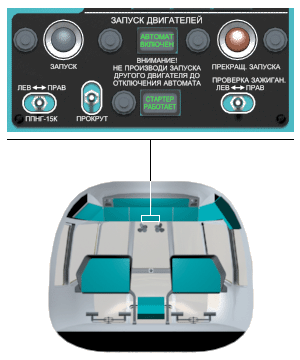 ЗАПУСК ДВИГАТЕЛЕЙ
АВТОМАТ
ВКЛЮЧЕН
ЗАПУСК
ВНИМАНИЕ!
НЕ ПРОИЗВОДИ ЗАПУСКА
ДРУГОГО ДВИГАТЕЛЯ ДО
ОТКЛЮЧЕНИЯ АВТОМАТА
ПРЕКРАЩ. ЗАПУСКА
ПРОВЕРКА ЗАЖИГАН.
ЛЕВ ↔ ПРАВ
ЛЕВ ↔ ПРАВ
СТАРТЕР
РАБОТАЕТ
ППНГ-15К
ПРОКРУТ